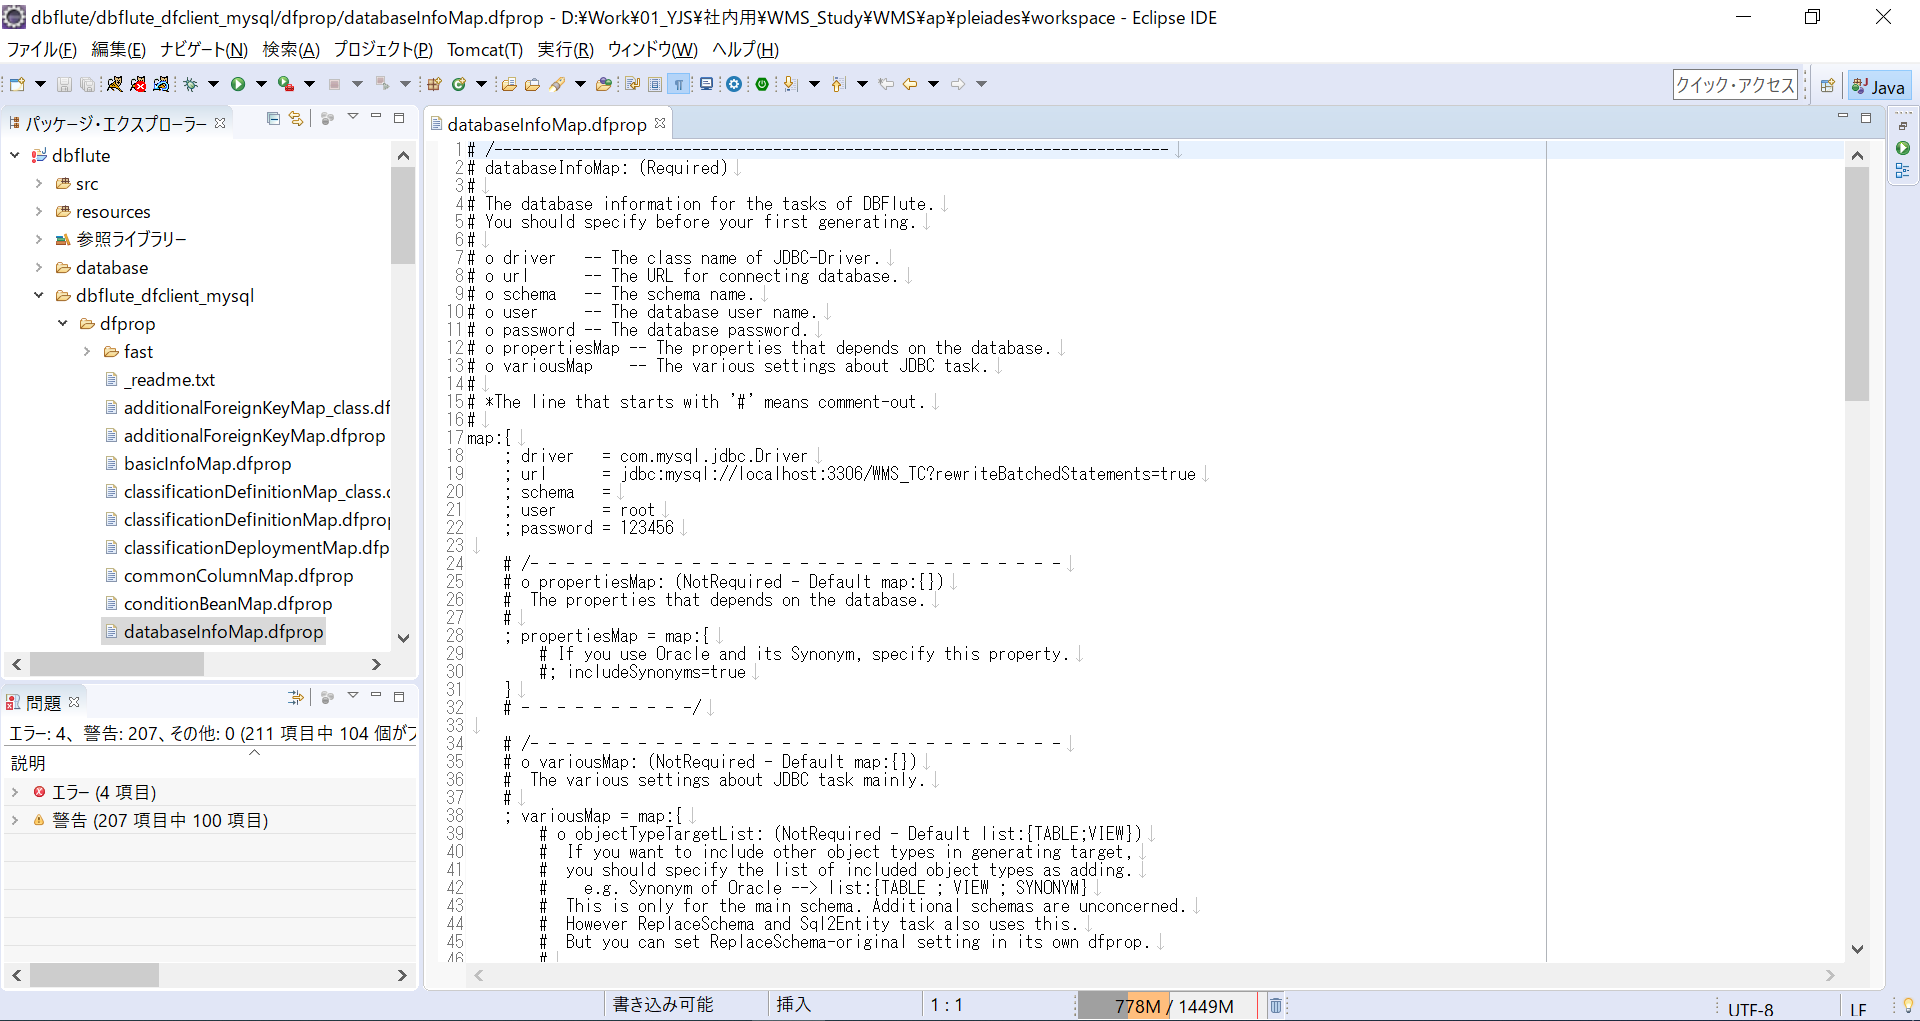 dbflute/dbflute_dfclient_mysql/dfprop/databaseInfoMap.dfprop - D:¥Work¥01_YJS¥社内用¥WMS_Study¥WMS¥ap¥pleiades¥workspace - Eclipse IDE
ファイル(F) 編集(E) ナビゲート(N) 検索(A) プロジェクト(P) Tomcat(T) 実行(R) ウィンドウ(W) ヘルプ(H)
クイック・アクセス
Java
パッケージ・エクスプローラー
dbflute
src
resources
参照ライブラリー
database
dbflute_dfclient_mysql
dfprop
fast
_readme.txt
additionalForeignKeyMap_class.df
additionalForeignKeyMap.dfprop
basicInfoMap.dfprop
classificationDefinitionMap_class.c
classificationDefinitionMap.dfprop
classificationDeploymentMap.dfp
commonColumnMap.dfprop
conditionBeanMap.dfprop
databaseInfoMap.dfprop
問題
エラー: 4、警告: 207、その他: 0 (211 項目中 104 個がフ
説明
エラー (4 項目)
警告 (207 項目中 100 項目)
databaseInfoMap.dfprop
1 # /---------------------------------------------------------------------------
2 # databaseInfoMap: (Required)
3 #
4 # The database information for the tasks of DBFlute.
5 # You should specify before your first generating.
6 #
7 # o driver   -- The class name of JDBC-Driver.
8 # o url      -- The URL for connecting database.
9 # o schema   -- The schema name.
10 # o user     -- The database user name.
11 # o password -- The database password.
12 # o propertiesMap -- The properties that depends on the database.
13 # o variousMap    -- The various settings about JDBC task.
14 #
15 # *The line that starts with '#' means comment-out.
16 #
17 map:{
18     ; driver   = com.mysql.jdbc.Driver
19     ; url      = jdbc:mysql://localhost:3306/WMS_TC?rewriteBatchedStatements=true
20     ; schema   =
21     ; user     = root
22     ; password = 123456
23
24     # /- - - - - - - - - - - - - - - - - - - - - - - - - - - - - -
25     # o propertiesMap: (NotRequired - Default map:{})
26     #  The properties that depends on the database.
27     #
28     ; propertiesMap = map:{
29         # If you use Oracle and its Synonym, specify this property.
30         #; includeSynonyms=true
31     }
32     # - - - - - - - - - -/
33
34     # /- - - - - - - - - - - - - - - - - - - - - - - - - - - - - -
35     # o variousMap: (NotRequired - Default map:{})
36     #  The various settings about JDBC task mainly.
37     #
38     ; variousMap = map:{
39         # o objectTypeTargetList: (NotRequired - Default list:{TABLE;VIEW})
40         #  If you want to include other object types in generating target,
41         #  you should specify the list of included object types as adding.
42         #    e.g. Synonym of Oracle --> list:{TABLE ; VIEW ; SYNONYM}
43         #  This is only for the main schema. Additional schemas are unconcerned.
44         #  However ReplaceSchema and Sql2Entity task also uses this.
45         #  But you can set ReplaceSchema-original setting in its own dfprop.
46         #
書き込み可能 挿入 1 : 1 778M / 1449M UTF-8 LF